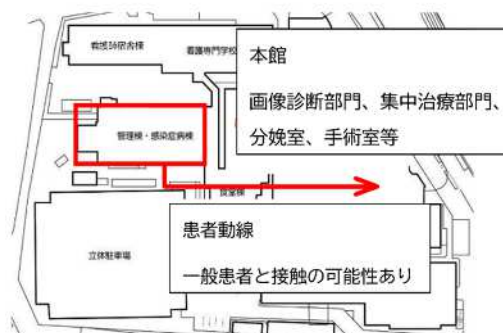 看護師宿舎棟
看護専門学校
本館
画像診断部門、集中治療部門、
分娩室、手術室等
管理棟・感染症病棟
食堂棟
患者動線
一般患者と接触の可能性あり
立体駐車場